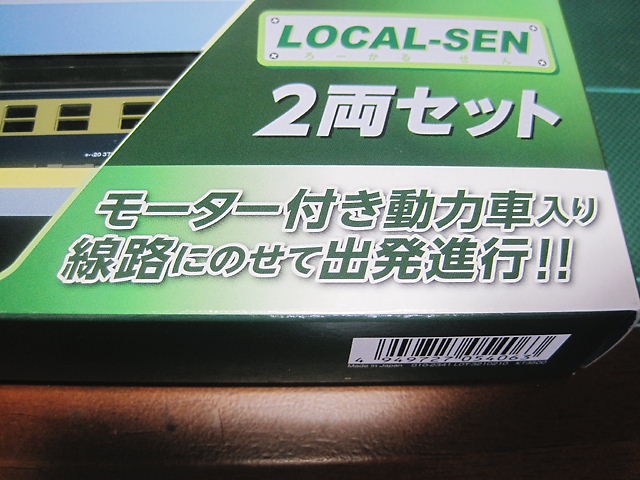 LOCAL-SEN
ろーかる せん
2両セット
モーター付き動力車入り
線路にのせて出発進行!!
4 949727 054063
Made in Japan